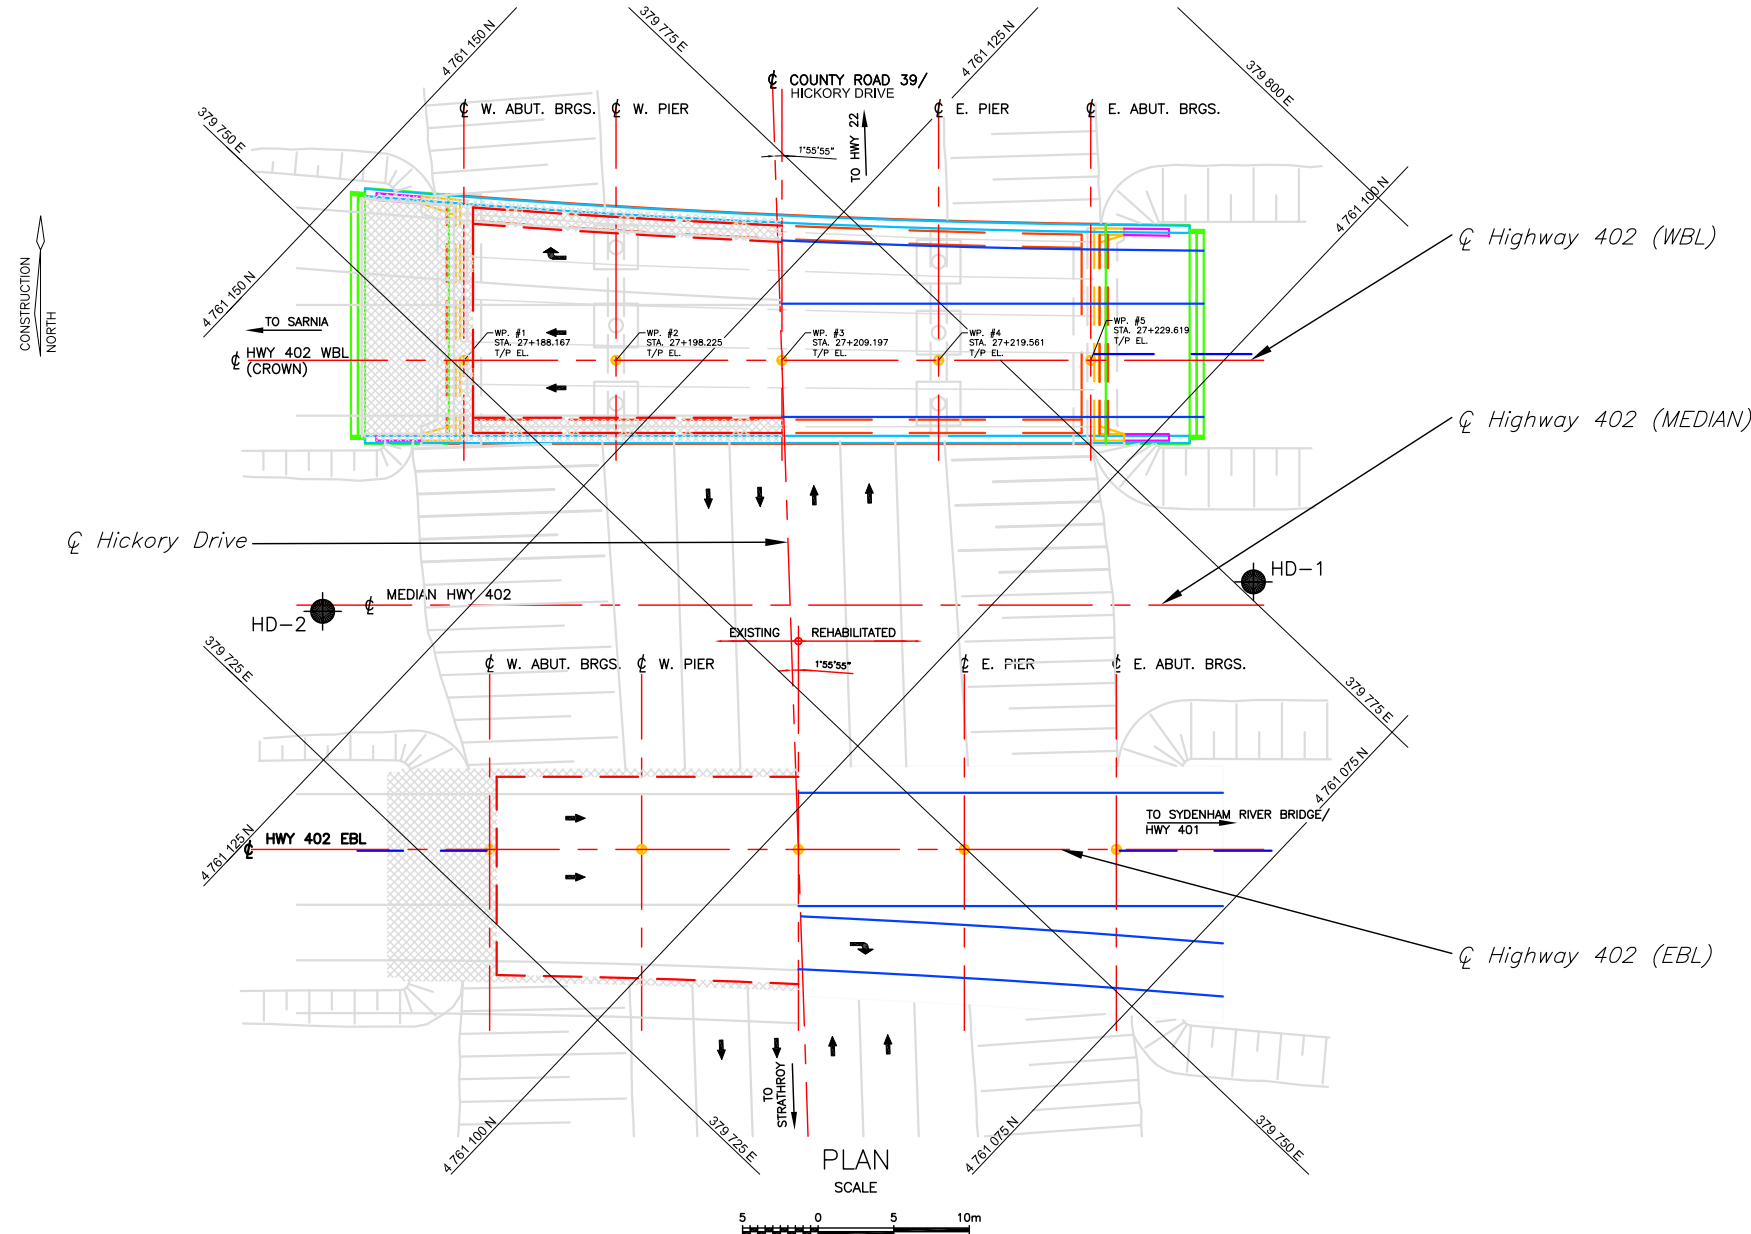 4 761 150 N
379 775 E
4 761 125 N
379 800 E
℄ COUNTY ROAD 39/
HICKORY DRIVE
379 750 E
℄ W. ABUT. BRGS.
℄ W. PIER
TO HWY 22
℄ E. PIER
℄ E. ABUT. BRGS.
1°55'55"
4 761 100 N
CONSTRUCTION
NORTH
℄ Highway 402 (WBL)
4 761 150 N
TO SARNIA
℄ HWY 402 WBL
(CROWN)
WP. #1
STA. 27+188.167
T/P EL.
WP. #2
STA. 27+198.225
T/P EL.
WP. #3
STA. 27+209.197
T/P EL.
WP. #4
STA. 27+219.561
T/P EL.
WP. #5
STA. 27+229.619
T/P EL.
℄ Highway 402 (MEDIAN)
℄ Hickory Drive
HD-1
℄ MEDIAN HWY 402
HD-2
EXISTING
REHABILITATED
379 725 E
℄ W. ABUT. BRGS.
℄ W. PIER
1°55'55"
℄ E. PIER
℄ E. ABUT. BRGS.
379 775 E
4 761 075 N
TO SYDENHAM RIVER BRIDGE/
HWY 401
4 761 125 N
℄ HWY 402 EBL
℄ Highway 402 (EBL)
TO
STRATHROY
4 761 100 N
379 725 E
4 761 075 N
379 750 E
PLAN
SCALE
5 0 5 10m